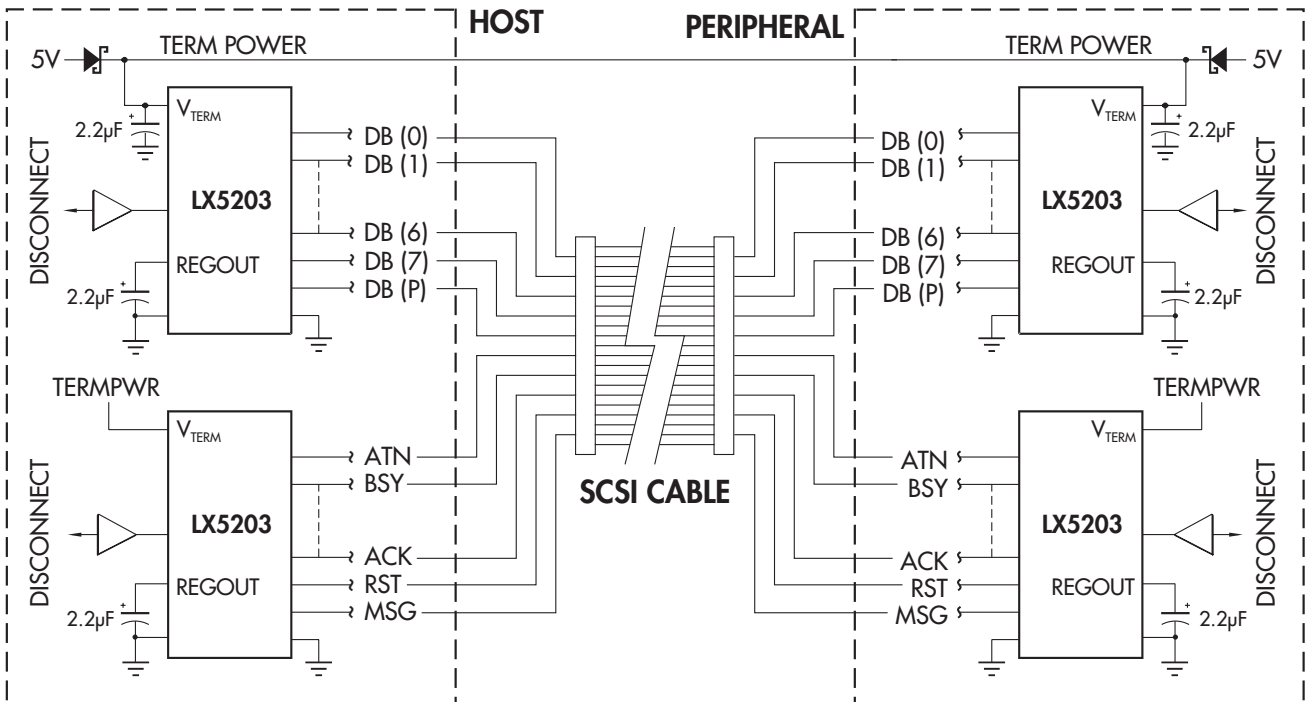 HOST
PERIPHERAL
5V
TERM POWER
TERM POWER
5V
VTERM
2.2µF
LX5203
REGOUT
2.2µF
DISCONNECT
DB (0)
DB (1)
DB (6)
DB (7)
DB (P)
DB (0)
DB (1)
DB (6)
DB (7)
DB (P)
VTERM
2.2µF
LX5203
REGOUT
2.2µF
DISCONNECT
SCSI CABLE
TERMPWR
VTERM
LX5203
REGOUT
2.2µF
DISCONNECT
ATN
BSY
ACK
RST
MSG
ATN
BSY
ACK
RST
MSG
TERMPWR
VTERM
LX5203
REGOUT
2.2µF
DISCONNECT